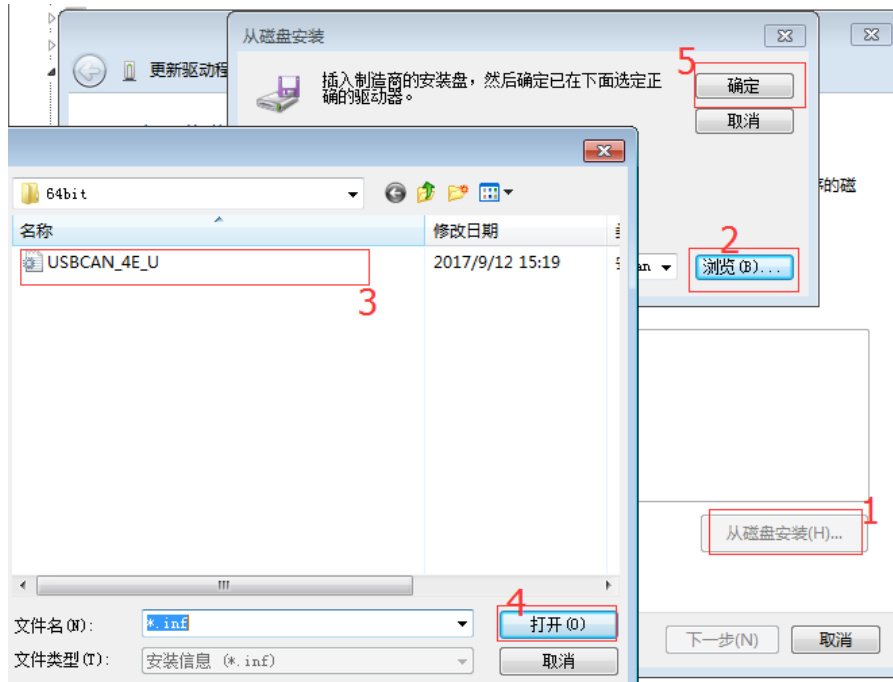 从磁盘安装
更新驱动程
插入制造商的安装盘，然后确定已在下面选定正
确的驱动器。
5
确定
取消
序的磁
64bit
名称
修改日期
2
USBCAN_4E_U
2017/9/12 15:19
an
浏览(B)...
3
1
从磁盘安装(H)...
4
文件名(N):
*.inf
打开(O)
文件类型(T):
安装信息 (*.inf)
取消
下一步(N)
取消